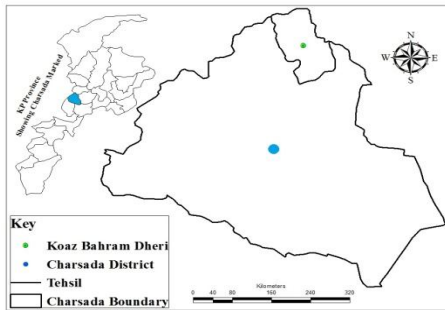 KP Province
Showing Charsada Marked
N
W
E
S
Key
Koaz Bahram Dheri
Charsada District
Tehsil
Charsada Boundary
Kilometers
0 40 80 160 240 320